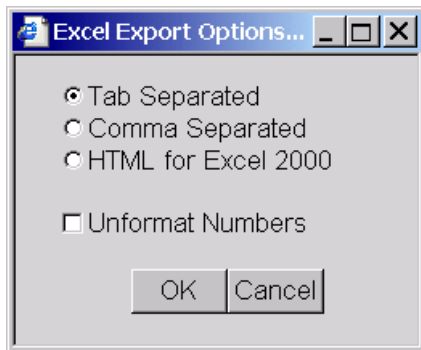 Excel Export Options...
Tab Separated
Comma Separated
HTML for Excel 2000
Unformat Numbers
OK Cancel